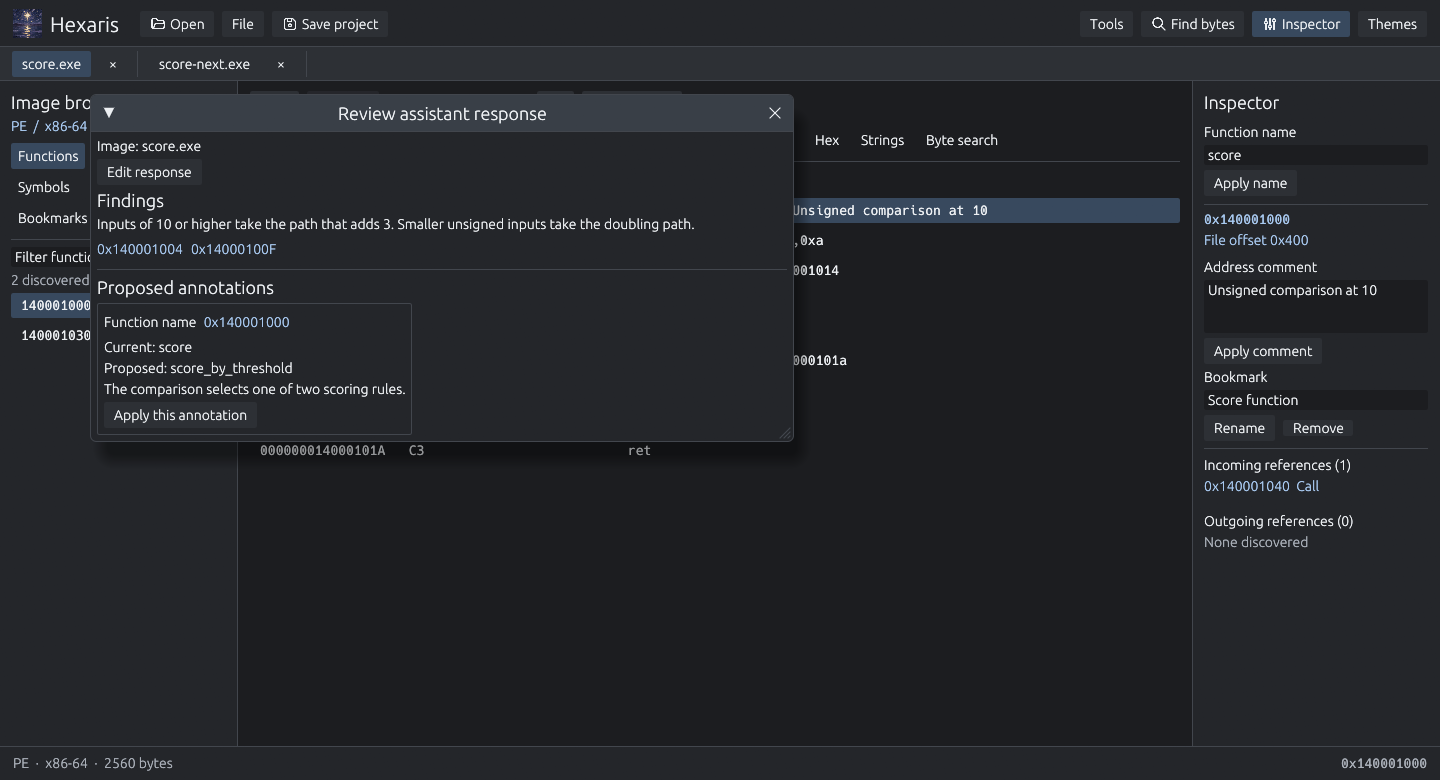 Hexaris
Open
File
Save project
Tools
Find bytes
Inspector
Themes
score.exe ×
score-next.exe ×
Image bro
PE / x86-64
Functions
Symbols
Bookmarks
Filter functio
2 discovered
140001000
140001030
Review assistant response
Image: score.exe
Edit response
Findings
Inputs of 10 or higher take the path that adds 3. Smaller unsigned inputs take the doubling path.
0x140001004 0x14000100F
Proposed annotations
Function name 0x140001000
Current: score
Proposed: score_by_threshold
The comparison selects one of two scoring rules.
Apply this annotation
Hex Strings Byte search
Unsigned comparison at 10
,0xa
001014
000101a
000000014000101A C3 ret
Inspector
Function name
score
Apply name
0x140001000
File offset 0x400
Address comment
Unsigned comparison at 10
Apply comment
Bookmark
Score function
Rename Remove
Incoming references (1)
0x140001040 Call
Outgoing references (0)
None discovered
PE · x86-64 · 2560 bytes
0x140001000